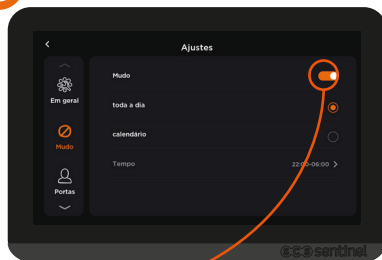 Ajustes
Em geral
Mudo
Portas
Mudo
toda a dia
calendário
Tempo
22:00-06:00
sentinel